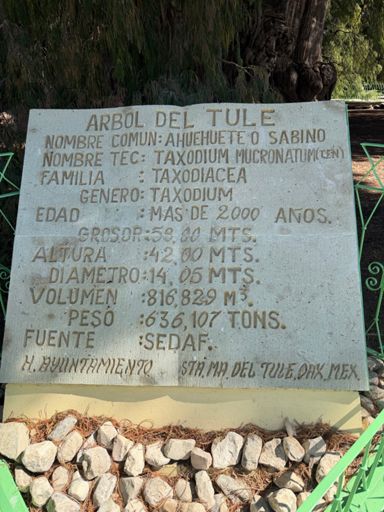 ARBOL DEL TULE
NOMBRE COMUN: AHUEHUETE O SABINO
NOMBRE TEC: TAXODIUM MUCRONATUM (TEN)
FAMILIA : TAXODIACEA
GENERO: TAXODIUM
EDAD : MAS DE 2000 AÑOS.
GROSOR: 58.00 MTS.
ALTURA : 42.00 MTS.
DIAMETRO: 14.05 MTS.
VOLUMEN : 816,829 M3.
PESO : 636,107 TONS.
FUENTE : SEDAF.
H. AYUNTAMIENTO STA. MA. DEL TULE, OAX. MEX.